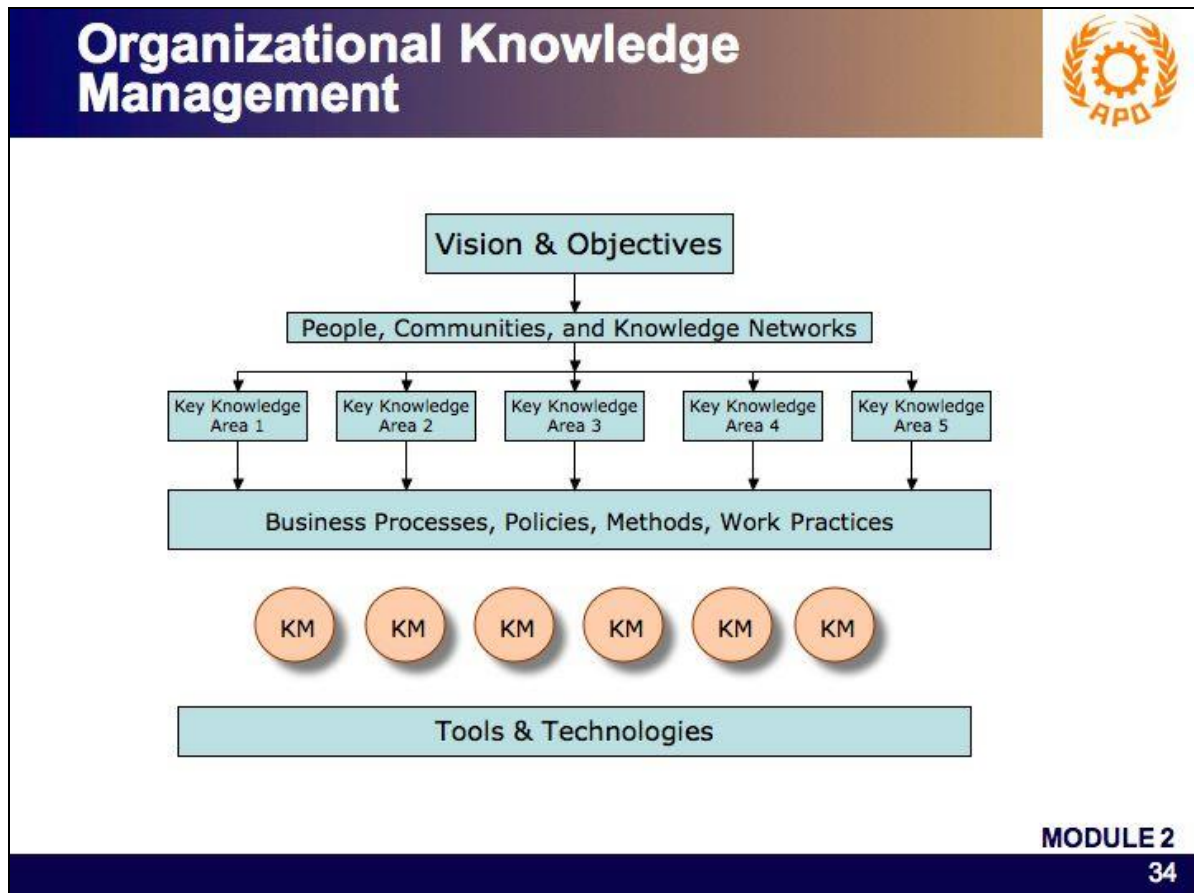 Organizational Knowledge
Management
APO
Vision & Objectives
People, Communities, and Knowledge Networks
Key Knowledge
Area 1
Key Knowledge
Area 2
Key Knowledge
Area 3
Key Knowledge
Area 4
Key Knowledge
Area 5
Business Processes, Policies, Methods, Work Practices
KM
KM
KM
KM
KM
KM
Tools & Technologies
MODULE 2
34